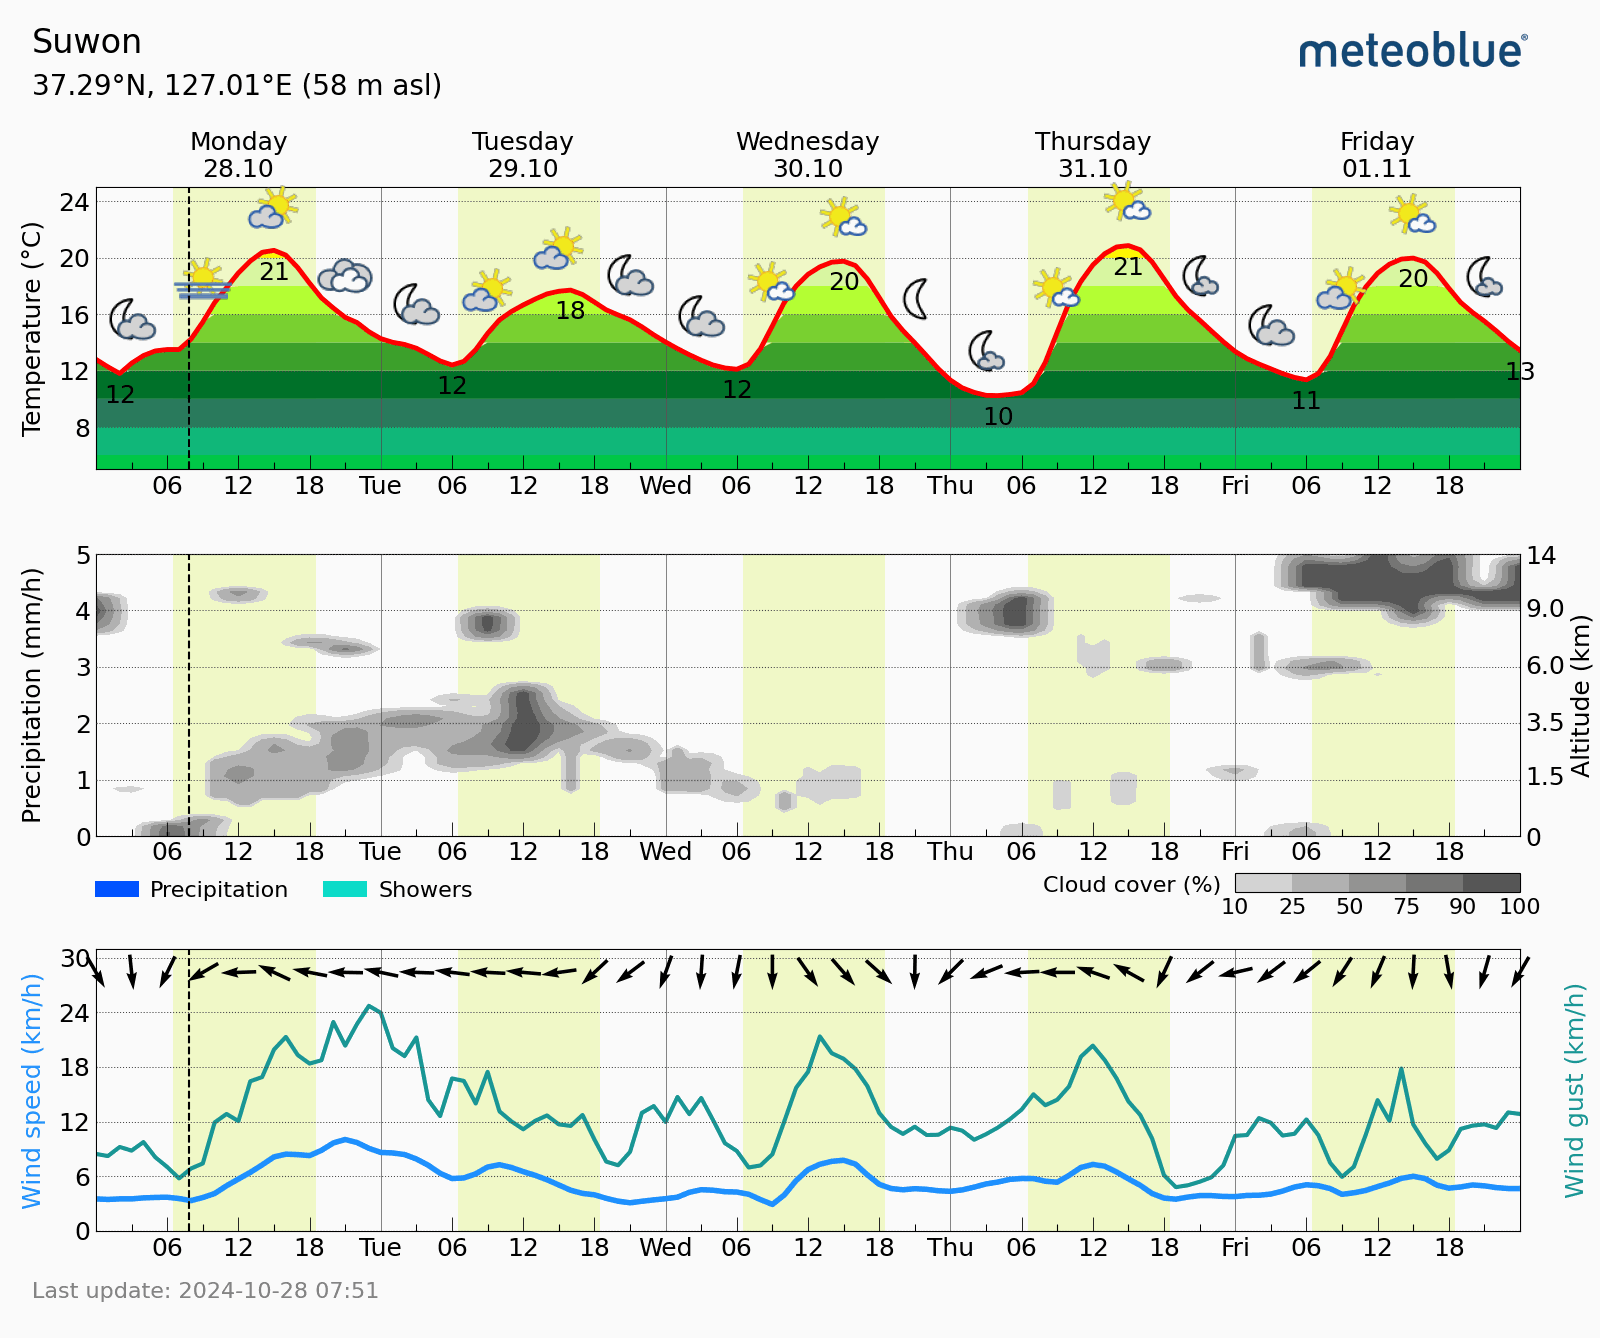 Suwon
meteoblue®
37.29°N, 127.01°E (58 m asl)
Monday Tuesday Wednesday Thursday Friday
28.10 29.10 30.10 31.10 01.11
Temperature (°C)
24
20
16
12
8
21 18 20 21 20
12 12 12 10 11 13
06 12 18 Tue 06 12 18 Wed 06 12 18 Thu 06 12 18 Fri 06 12 18
Precipitation (mm/h)
5
4
3
2
1
0
Altitude (km)
14
9.0
6.0
3.5
1.5
0
06 12 18 Tue 06 12 18 Wed 06 12 18 Thu 06 12 18 Fri 06 12 18
Precipitation Showers
Cloud cover (%)
10 25 50 75 90 100
Wind speed (km/h)
30
24
18
12
6
0
Wind gust (km/h)
06 12 18 Tue 06 12 18 Wed 06 12 18 Thu 06 12 18 Fri 06 12 18
Last update: 2024-10-28 07:51